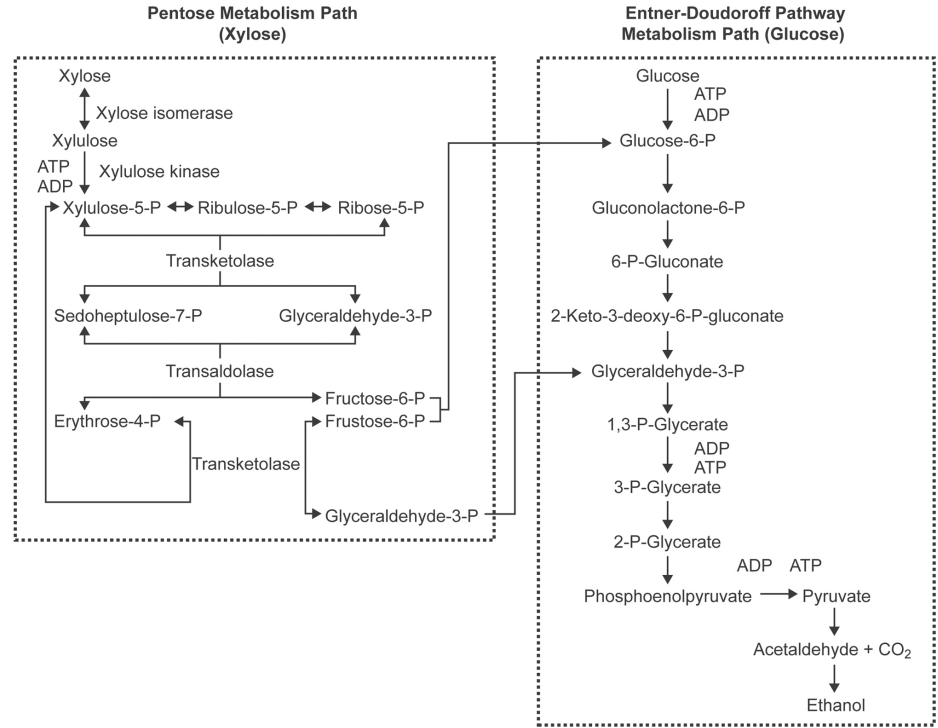 Pentose Metabolism Path
(Xylose)
Xylose
Xylose isomerase
Xylulose
ATP
Xylulose kinase
ADP
Xylulose-5-P
Ribulose-5-P
Ribose-5-P
Transketolase
Sedoheptulose-7-P
Glyceraldehyde-3-P
Transaldolase
Fructose-6-P
Erythrose-4-P
Frustose-6-P
Transketolase
Glyceraldehyde-3-P
Entner-Doudoroff Pathway
Metabolism Path (Glucose)
Glucose
ATP
ADP
Glucose-6-P
Gluconolactone-6-P
6-P-Gluconate
2-Keto-3-deoxy-6-P-gluconate
Glyceraldehyde-3-P
1,3-P-Glycerate
ADP
ATP
3-P-Glycerate
2-P-Glycerate
ADP ATP
Phosphoenolpyruvate
Pyruvate
Acetaldehyde + CO₂
Ethanol